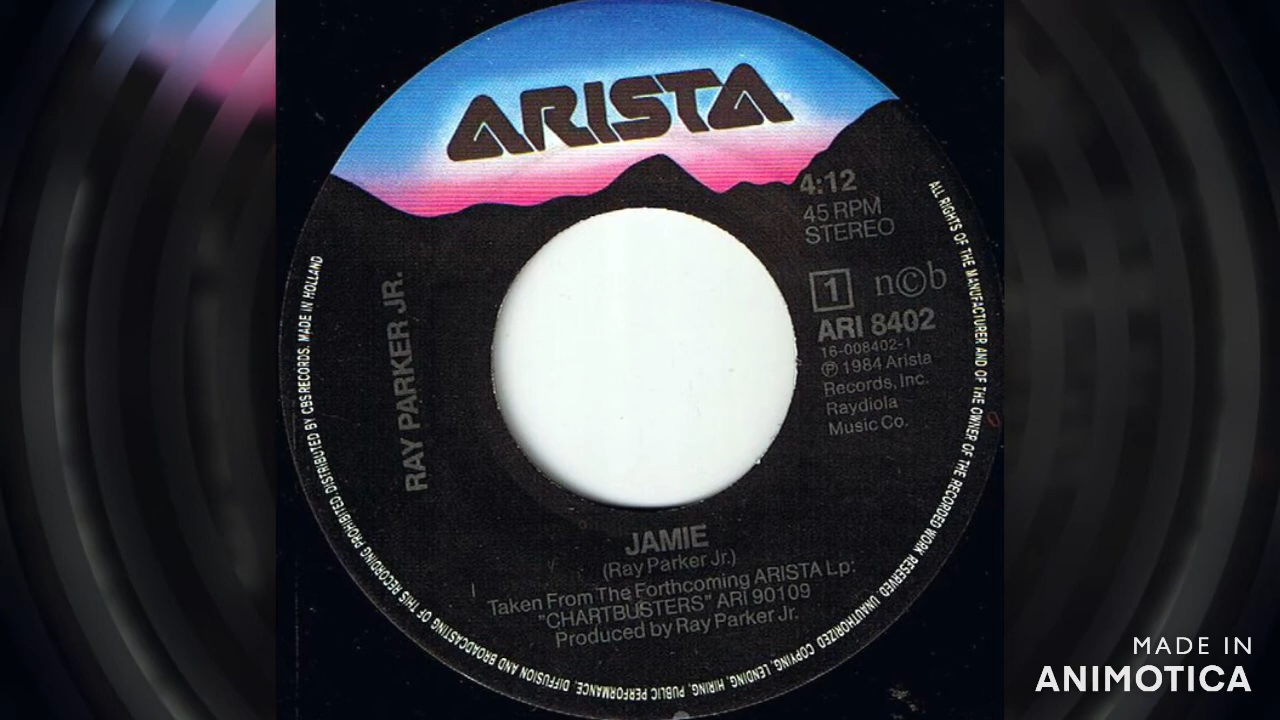 ARISTA
4:12
45 RPM
STEREO
1 n©b
ARI 8402
16-008402-1
℗ 1984 Arista
Records, Inc.
Raydiola
Music Co.
RAY PARKER JR.
JAMIE
(Ray Parker Jr.)
Taken From The Forthcoming ARISTA Lp:
"CHARTBUSTERS" ARI 90109
Produced by Ray Parker Jr.
ALL RIGHTS OF THE MANUFACTURER AND OF THE OWNER OF THE RECORDED WORK RESERVED. UNAUTHORIZED COPYING, LENDING, HIRING, PUBLIC PERFORMANCE, DIFFUSION AND BROADCASTING OF THIS RECORDING PROHIBITED. DISTRIBUTED BY CBS RECORDS. MADE IN HOLLAND
MADE IN
ANIMOTICA